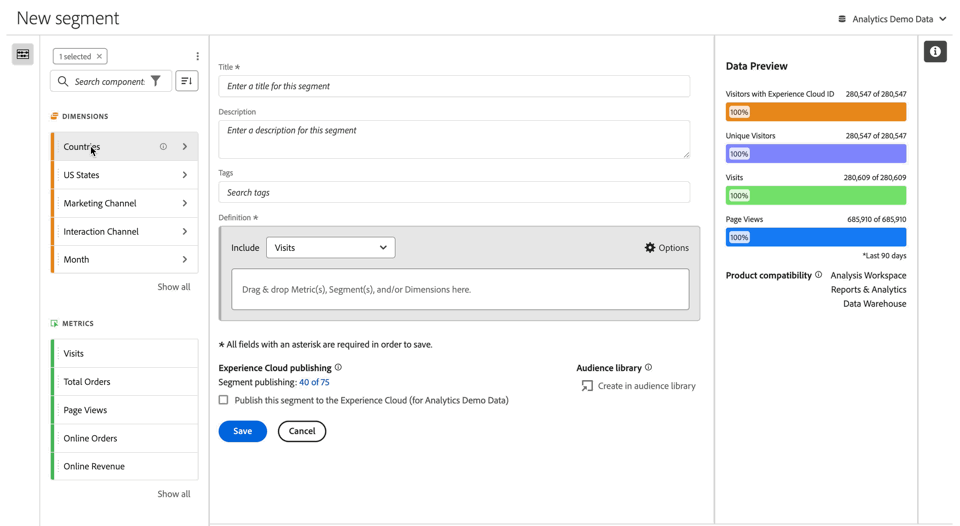 New segment
Analytics Demo Data
1 selected
Search component
DIMENSIONS
Countries
US States
Marketing Channel
Interaction Channel
Month
Show all
METRICS
Visits
Total Orders
Page Views
Online Orders
Online Revenue
Show all
Title *
Enter a title for this segment
Description
Enter a description for this segment
Tags
Search tags
Definition *
Include Visits Options
Drag & drop Metric(s), Segment(s), and/or Dimensions here.
* All fields with an asterisk are required in order to save.
Experience Cloud publishing
Segment publishing: 40 of 75
Publish this segment to the Experience Cloud (for Analytics Demo Data)
Audience library
Create in audience library
Save Cancel
Data Preview
Visitors with Experience Cloud ID 280,547 of 280,547
100%
Unique Visitors 280,547 of 280,547
100%
Visits 280,609 of 280,609
100%
Page Views 685,910 of 685,910
100%
*Last 90 days
Product compatibility Analysis Workspace
Reports & Analytics
Data Warehouse